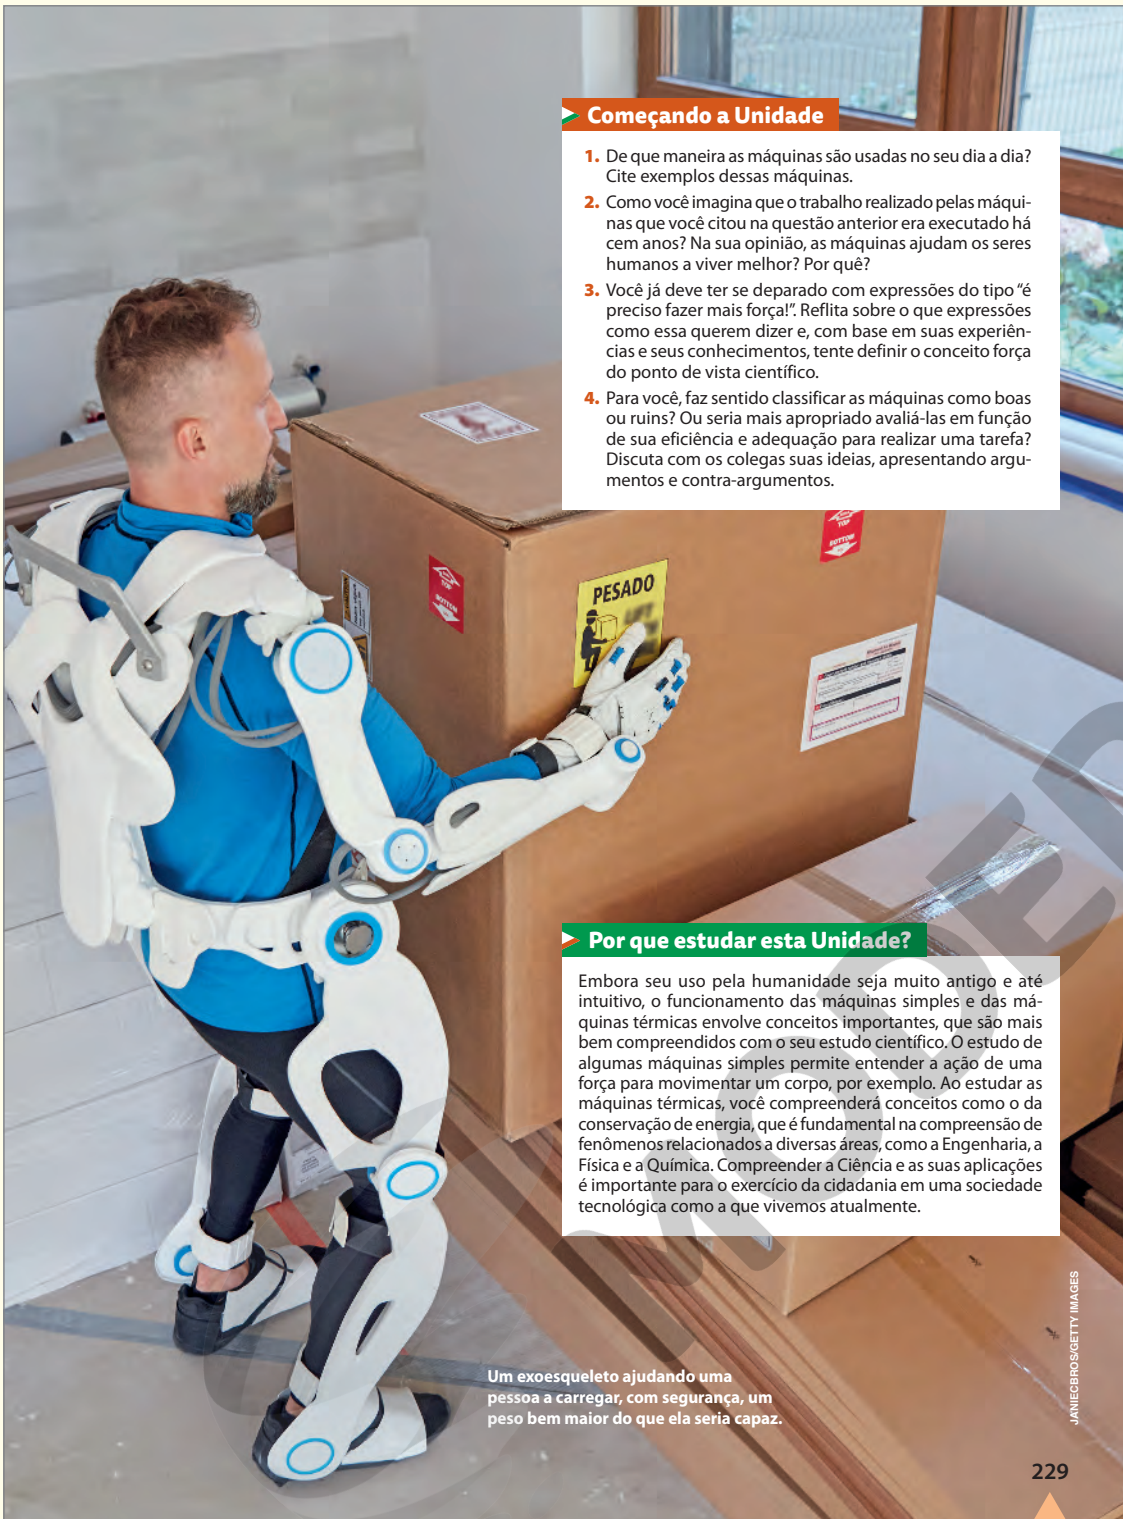 Começando a Unidade
1. De que maneira as máquinas são usadas no seu dia a dia?
Cite exemplos dessas máquinas.
2. Como você imagina que o trabalho realizado pelas máqui-
nas que você citou na questão anterior era executado há
cem anos? Na sua opinião, as máquinas ajudam os seres
humanos a viver melhor? Por quê?
3. Você já deve ter se deparado com expressões do tipo “é
preciso fazer mais força!”. Reflita sobre o que expressões
como essa querem dizer e, com base em suas experiên-
cias e seus conhecimentos, tente definir o conceito força
do ponto de vista científico.
4. Para você, faz sentido classificar as máquinas como boas
ou ruins? Ou seria mais apropriado avaliá-las em função
de sua eficiência e adequação para realizar uma tarefa?
Discuta com os colegas suas ideias, apresentando argu-
mentos e contra-argumentos.
TOP
BOTTOM
TOP
BOTTOM
PESADO
Por que estudar esta Unidade?
Embora seu uso pela humanidade seja muito antigo e até
intuitivo, o funcionamento das máquinas simples e das má-
quinas térmicas envolve conceitos importantes, que são mais
bem compreendidos com o seu estudo científico. O estudo de
algumas máquinas simples permite entender a ação de uma
força para movimentar um corpo, por exemplo. Ao estudar as
máquinas térmicas, você compreenderá conceitos como o da
conservação de energia, que é fundamental na compreensão de
fenômenos relacionados a diversas áreas, como a Engenharia, a
Física e a Química. Compreender a Ciência e as suas aplicações
é importante para o exercício da cidadania em uma sociedade
tecnológica como a que vivemos atualmente.
Um exoesqueleto ajudando uma
pessoa a carregar, com segurança, um
peso bem maior do que ela seria capaz.
JANIECBROS/GETTY IMAGES
229